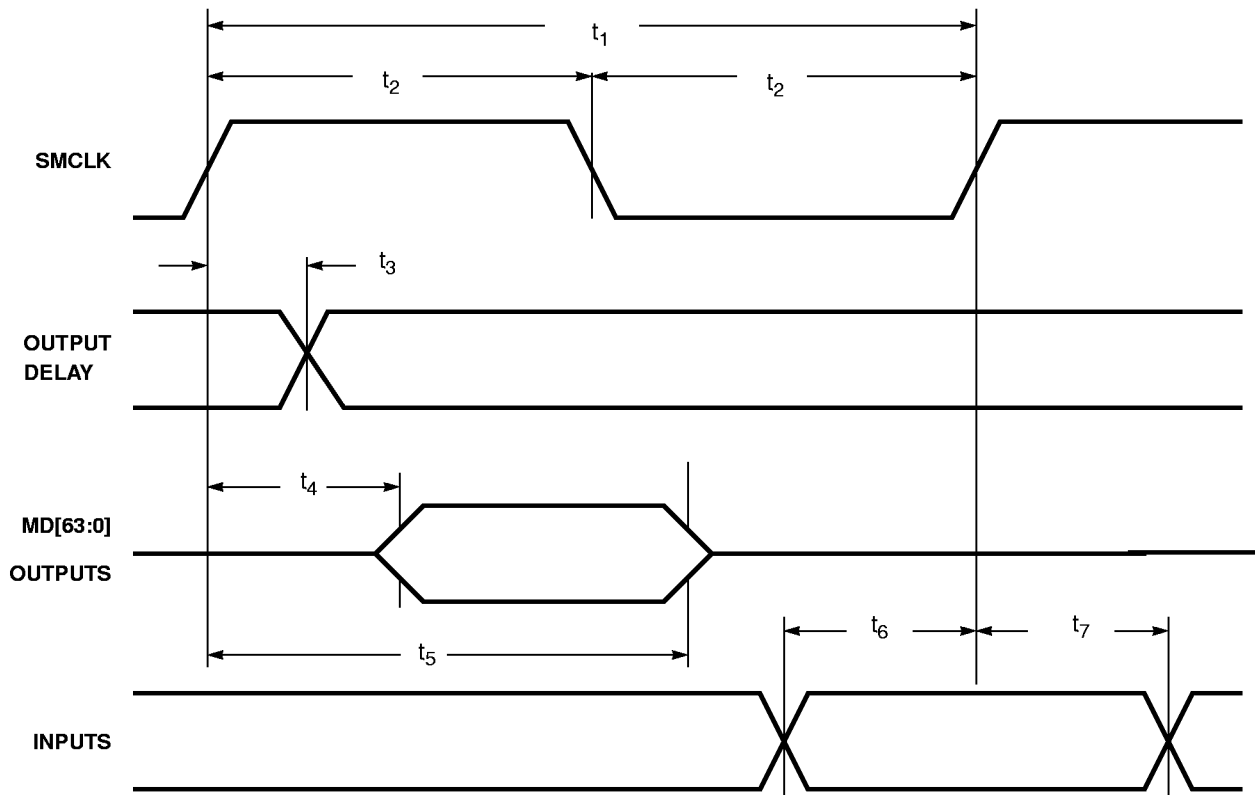 t1
t2
t2
SMCLK
t3
OUTPUT
DELAY
t4
MD[63:0]
OUTPUTS
t6
t7
t5
INPUTS